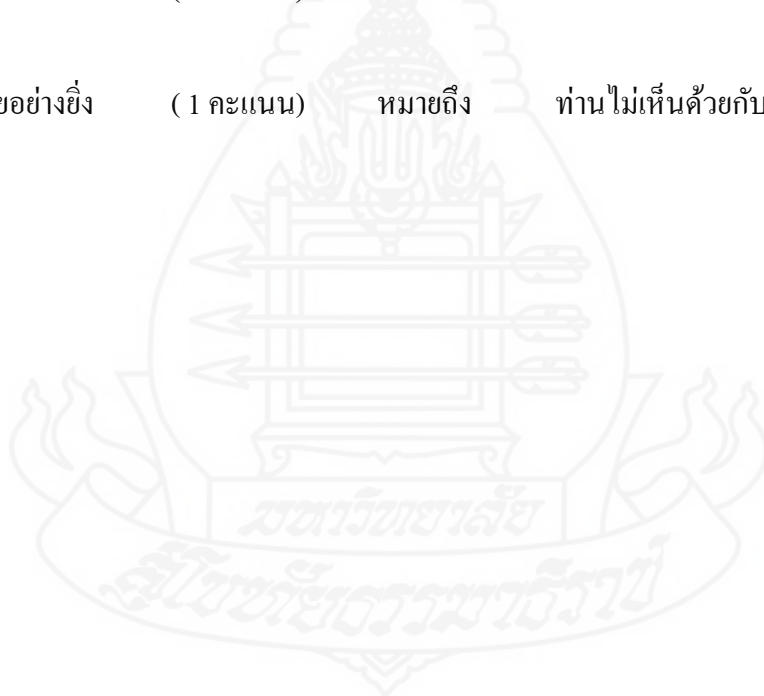 ยอย่างยิ่ง ( 1 คะแนน) หมายถึง ท่านไม่เห็นด้วยกับ
มหาวิทยาลัย
สุโขทัยธรรมาธิราช